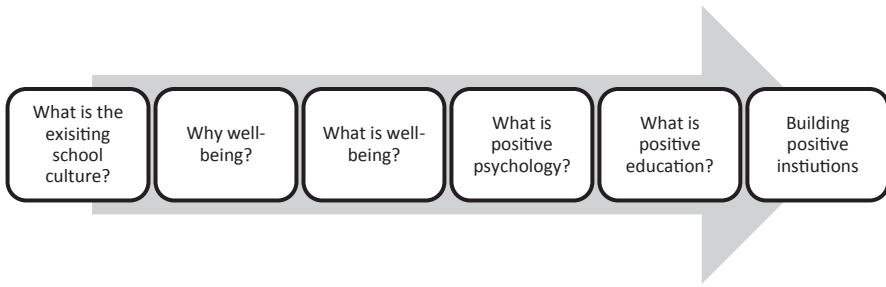 What is the
exisiting
school
culture?
Why well-
being?
What is well-
being?
What is
positive
psychology?
What is
positive
education?
Building
positive
instiutions